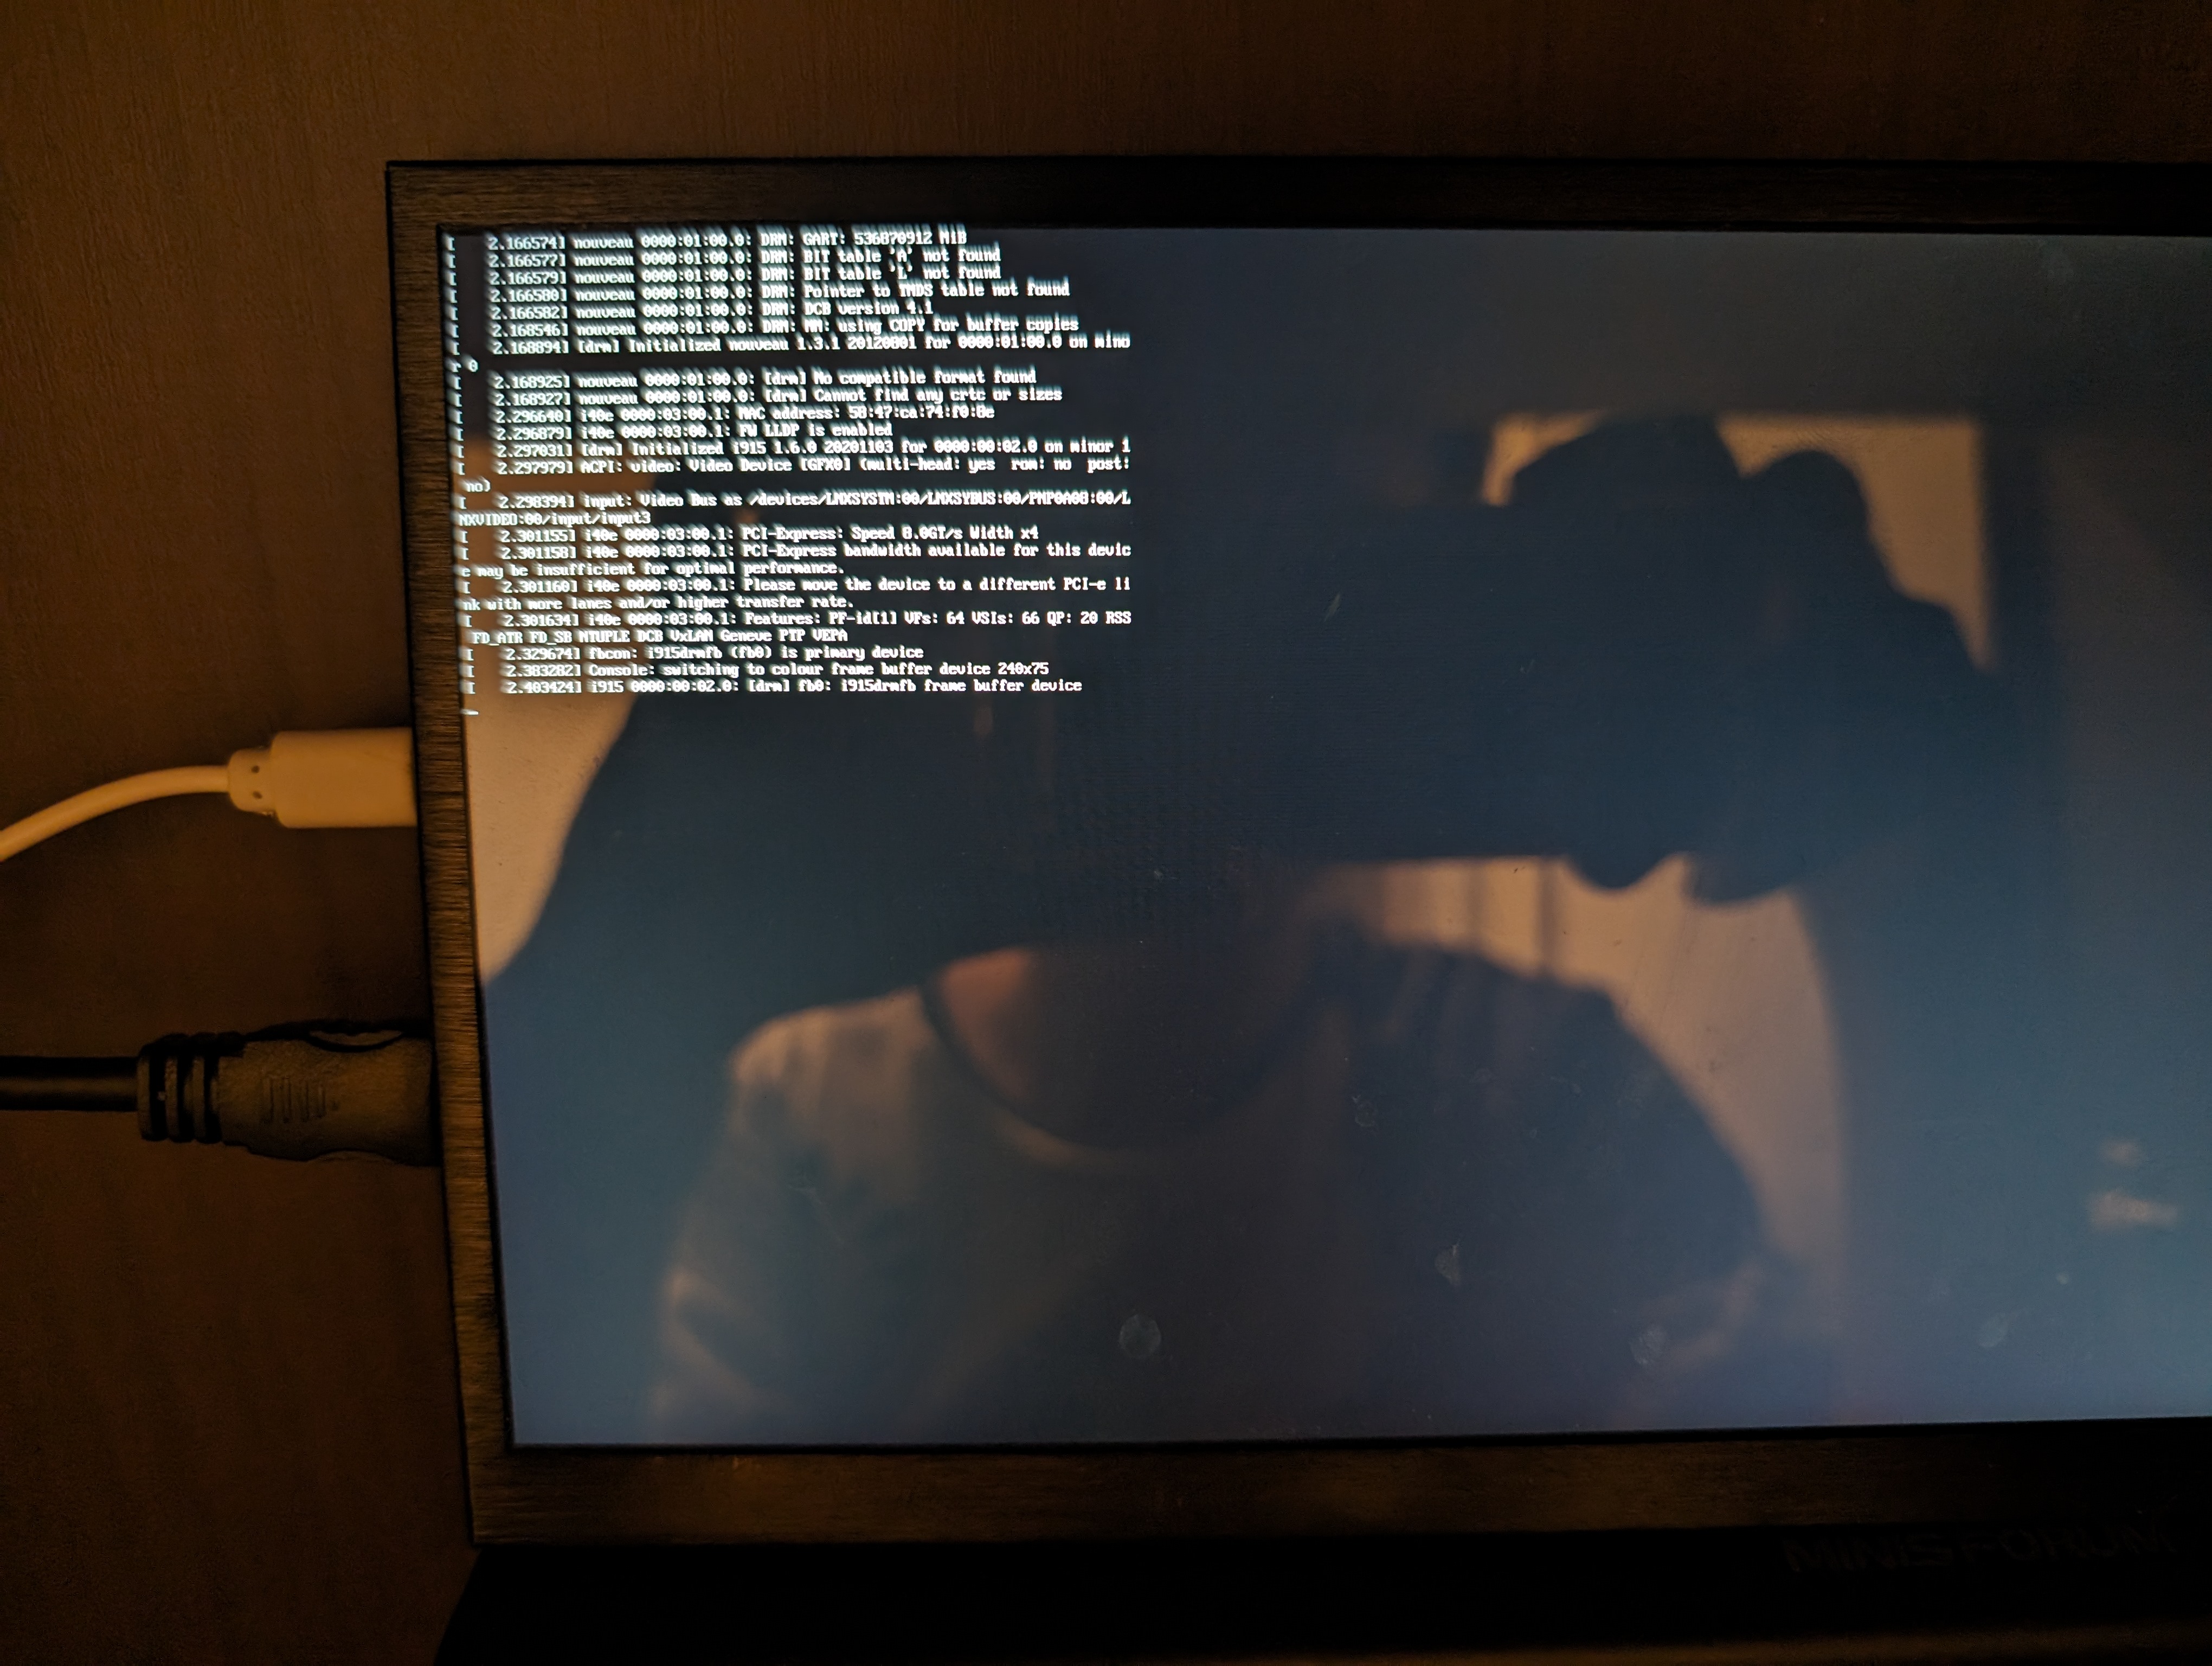 [    2.166574] nouveau 0000:01:00.0: DRM: GART: 536870912 MiB
[    2.166577] nouveau 0000:01:00.0: DRM: BIT table 'A' not found
[    2.166579] nouveau 0000:01:00.0: DRM: BIT table 'L' not found
[    2.166580] nouveau 0000:01:00.0: DRM: Pointer to TMDS table not found
[    2.166582] nouveau 0000:01:00.0: DRM: DCB version 4.1
[    2.168546] nouveau 0000:01:00.0: DRM: MM: using COPY for buffer copies
[    2.168894] [drm] Initialized nouveau 1.3.1 20120801 for 0000:01:00.0 on mino
r 0
[    2.168925] nouveau 0000:01:00.0: [drm] No compatible format found
[    2.168927] nouveau 0000:01:00.0: [drm] Cannot find any crtc or sizes
[    2.296640] i40e 0000:03:00.1: MAC address: 58:47:ca:74:f0:8e
[    2.296879] i40e 0000:03:00.1: FW LLDP is enabled
[    2.297031] [drm] Initialized i915 1.6.0 20201103 for 0000:00:02.0 on minor 1
[    2.297979] ACPI: video: Video Device [GFX0] (multi-head: yes  rom: no  post:
 no)
[    2.298394] input: Video Bus as /devices/LNXSYSTM:00/LNXSYBUS:00/PNP0A08:00/L
NXVIDEO:00/input/input3
[    2.301155] i40e 0000:03:00.1: PCI-Express: Speed 8.0GT/s Width x4
[    2.301158] i40e 0000:03:00.1: PCI-Express bandwidth available for this devic
e may be insufficient for optimal performance.
[    2.301160] i40e 0000:03:00.1: Please move the device to a different PCI-e li
nk with more lanes and/or higher transfer rate.
[    2.301634] i40e 0000:03:00.1: Features: PF-id[1] VFs: 64 VSIs: 66 QP: 20 RSS
 FD_ATR FD_SB NTUPLE DCB VxLAN Geneve PTP VEPA
[    2.329674] fbcon: i915drmfb (fb0) is primary device
[    2.383282] Console: switching to colour frame buffer device 240x75
[    2.403424] i915 0000:00:02.0: [drm] fb0: i915drmfb frame buffer device
_
MINISFORUM